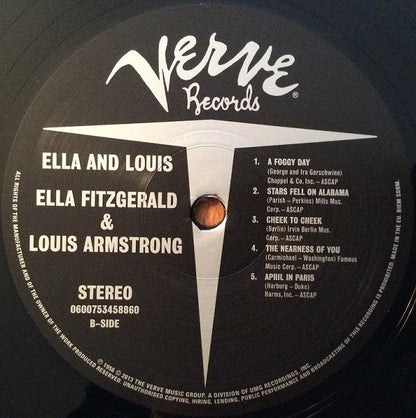 Verve®
Records
ELLA AND LOUIS
ELLA FITZGERALD
&
LOUIS ARMSTRONG
STEREO
0600753458860
B-SIDE
1. A FOGGY DAY
(George and Ira Gerschwinn)
Chappel & Co. Inc.–ASCAP
2. STARS FELL ON ALABAMA
(Parish – Perkins) Mills Mus.
Corp.–ASCAP
3. CHEEK TO CHEEK
(Byrlin) Irvin Berlin Mus.
Corp.–ASCAP
4. THE NEARNESS OF YOU
(Carmichael – Washington) Famous
Music Corp. – ASCAP
5. APRIL IN PARIS
(Harburg – Duke)
Harms, Inc. – ASCAP
ALL RIGHTS OF THE MANUFACTURER AND OF THE OWNER OF THE WORK PRODUCED RESERVED. UNAUTHORISED COPYING, HIRING, LENDING, PUBLIC PERFORMANCE AND BROADCASTING OF THIS RECORDING IS PROHIBITED. MADE IN THE EU. BIEM SDRM.
2013 THE VERVE MUSIC GROUP, A DIVISION OF UMG RECORDINGS, INC.